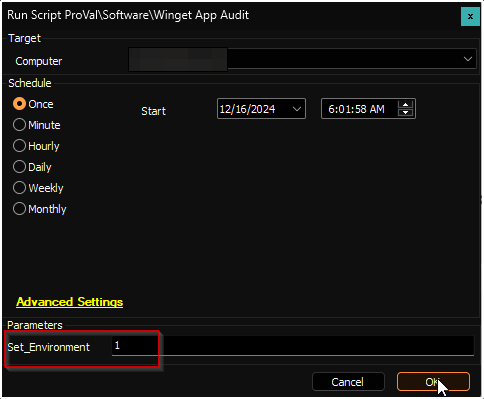 Run Script ProVal\Software\Winget App Audit x
Target
Computer
Schedule
Once
Start 12/16/2024 6:01:58 AM
Minute
Hourly
Daily
Weekly
Monthly
Advanced Settings
Parameters
Set_Environment 1
Cancel OK